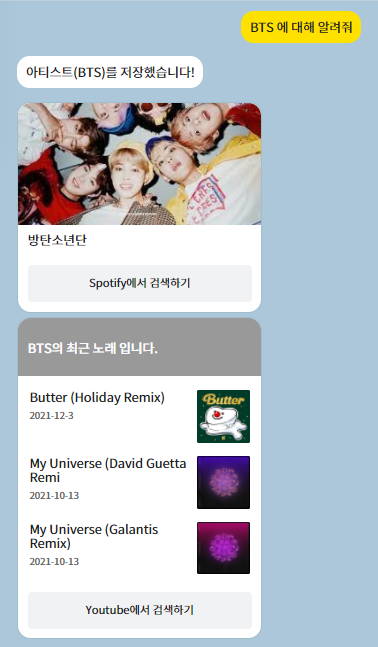 BTS 에 대해 알려줘
아티스트(BTS)를 저장했습니다!
방탄소년단
Spotify에서 검색하기
BTS의 최근 노래 입니다.
Butter (Holiday Remix)
2021-12-3
Butter
My Universe (David Guetta
Remi
2021-10-13
My Universe (Galantis
Remix)
2021-10-13
Youtube에서 검색하기